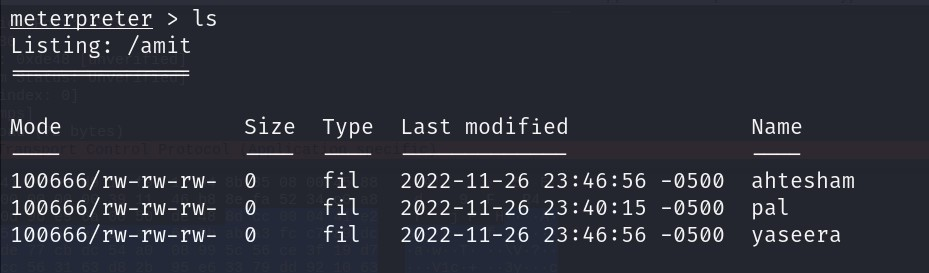 meterpreter > ls
Listing: /amit
Mode Size Type Last modified Name
100666/rw-rw-rw- 0 fil 2022-11-26 23:46:56 -0500 ahtesham
100666/rw-rw-rw- 0 fil 2022-11-26 23:40:15 -0500 pal
100666/rw-rw-rw- 0 fil 2022-11-26 23:46:56 -0500 yaseera